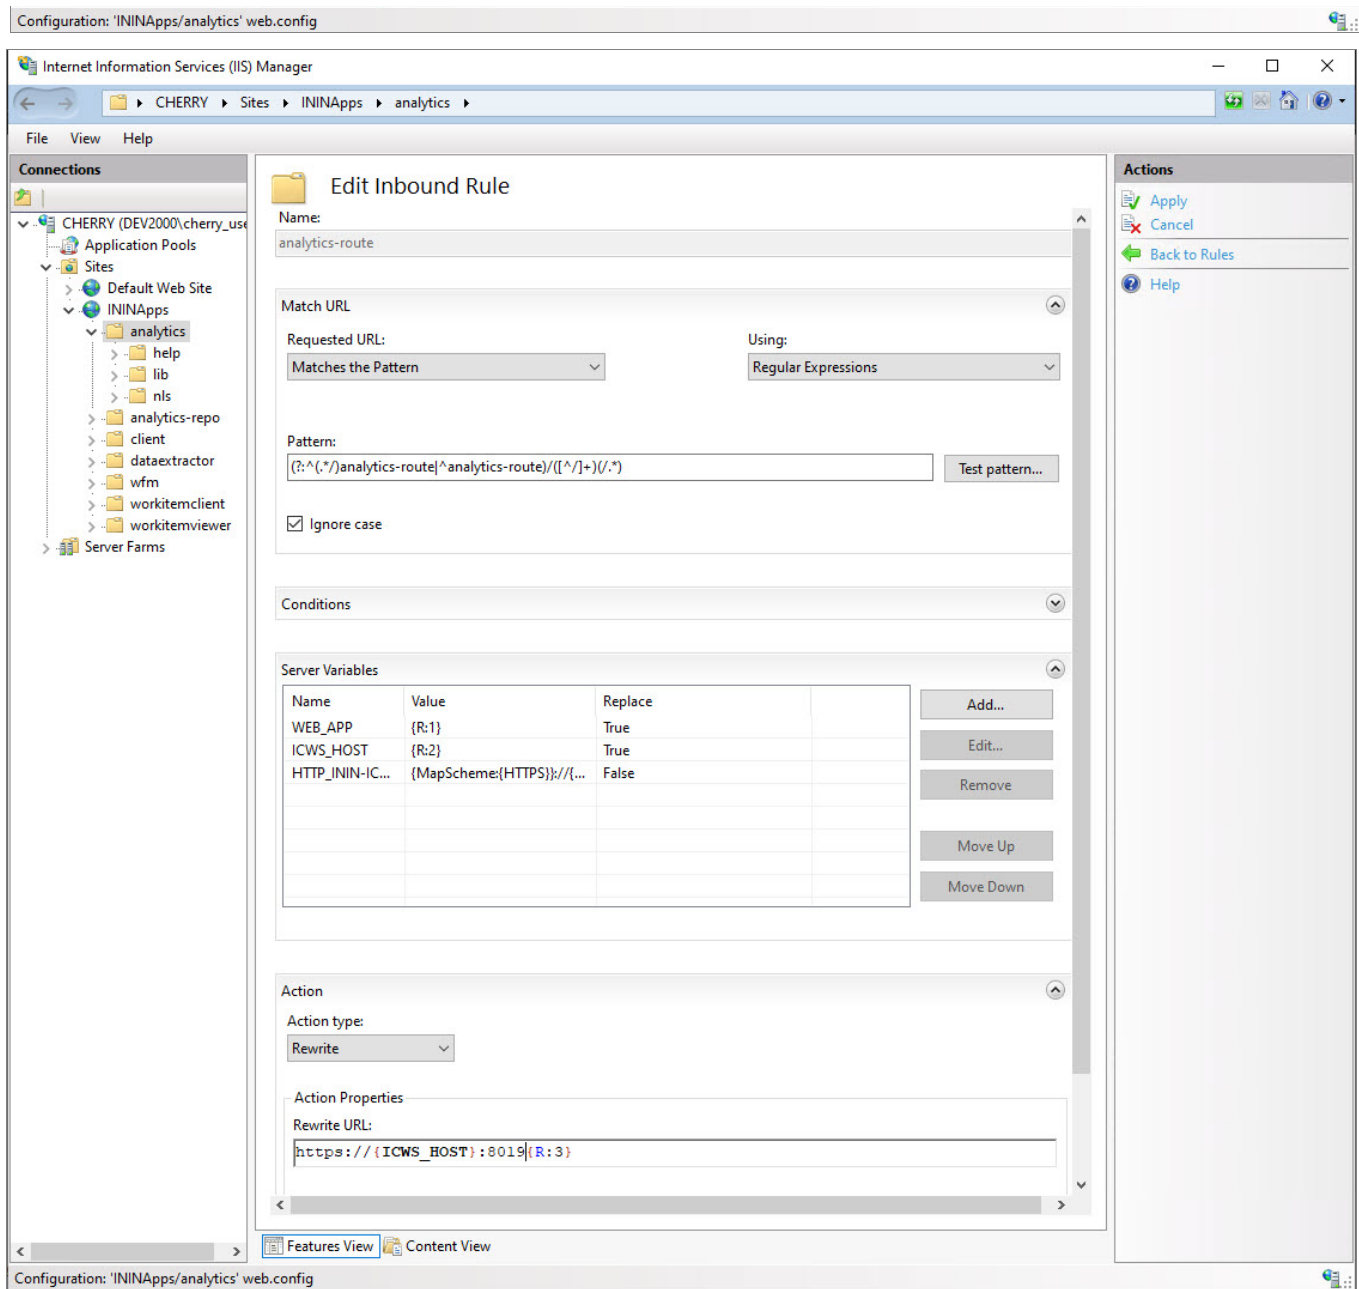 Configuration: 'ININApps/analytics' web.config
Internet Information Services (IIS) Manager
CHERRY Sites ININApps analytics
File View Help
Connections
CHERRY (DEV2000\cherry_use
Application Pools
Sites
Default Web Site
ININApps
analytics
help
lib
nls
analytics-repo
client
dataextractor
wfm
workitemclient
workitemviewer
Server Farms
Edit Inbound Rule
Name:
analytics-route
Match URL
Requested URL: Using:
Matches the Pattern Regular Expressions
Pattern:
(?:^(.*/)analytics-route|^analytics-route)/([^/]+)(/.*) Test pattern...
Ignore case
Conditions
Server Variables
Name Value Replace
WEB_APP {R:1} True
ICWS_HOST {R:2} True
HTTP_ININ-IC... {MapScheme:{HTTPS}}://{... False
Add...
Edit...
Remove
Move Up
Move Down
Action
Action type:
Rewrite
Action Properties
Rewrite URL:
https://{ICWS_HOST}:8019{R:3}
Features View Content View
Actions
Apply
Cancel
Back to Rules
Help
Configuration: 'ININApps/analytics' web.config